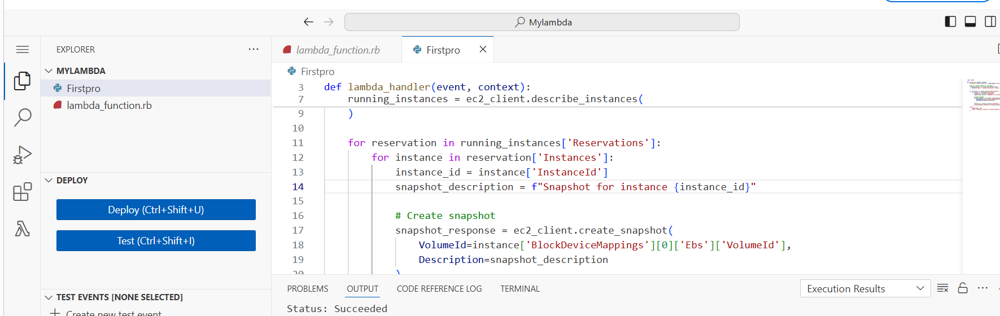 Mylambda
EXPLORER
MYLAMBDA
Firstpro
lambda_function.rb
DEPLOY
Deploy (Ctrl+Shift+U)
Test (Ctrl+Shift+I)
TEST EVENTS [NONE SELECTED]
Create new test event
lambda_function.rb
Firstpro
Firstpro
3 def lambda_handler(event, context):
7 running_instances = ec2_client.describe_instances(
9 )
10
11 for reservation in running_instances['Reservations']:
12 for instance in reservation['Instances']:
13 instance_id = instance['InstanceId']
14 snapshot_description = f"Snapshot for instance {instance_id}"
15
16 # Create snapshot
17 snapshot_response = ec2_client.create_snapshot(
18 VolumeId=instance['BlockDeviceMappings'][0]['Ebs']['VolumeId'],
19 Description=snapshot_description
20 )
PROBLEMS OUTPUT CODE REFERENCE LOG TERMINAL
Execution Results
Status: Succeeded